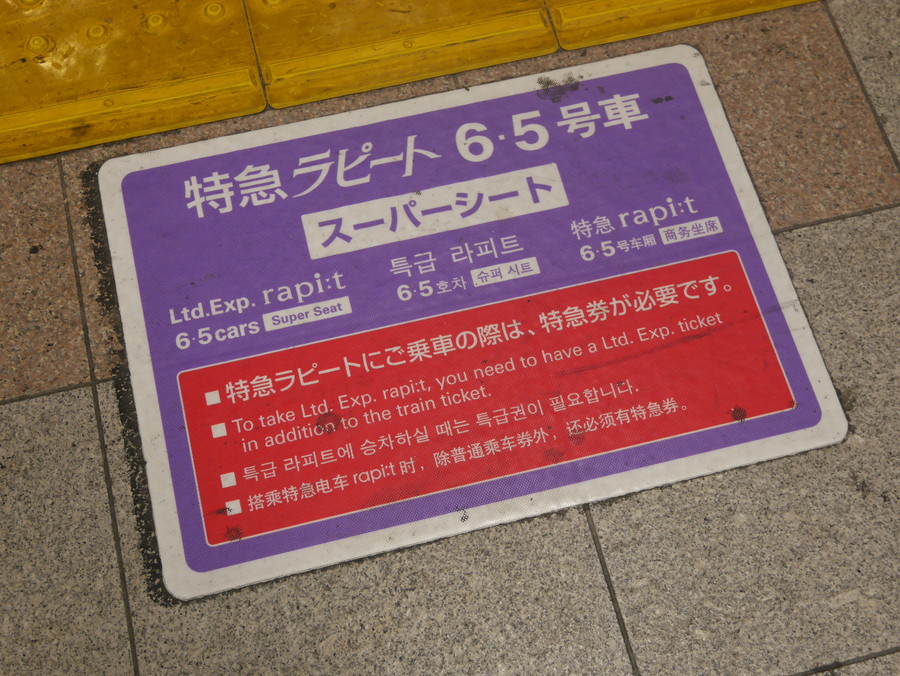 特急ラピート 6・5号車
スーパーシート
Ltd.Exp. rapi:t
6・5cars Super Seat
특급 라피트
6・5호차 슈퍼 시트
特急 rapi:t
6・5号车厢 商务坐席
■特急ラピートにご乗車の際は、特急券が必要です。
■To take Ltd. Exp. rapi:t, you need to have a Ltd. Exp. ticket
in addition to the train ticket.
■특급 라피트에 승차하실 때는 특급권이 필요합니다.
■搭乘特急电车rapi:t时，除普通乘车券外，还必须有特急券。